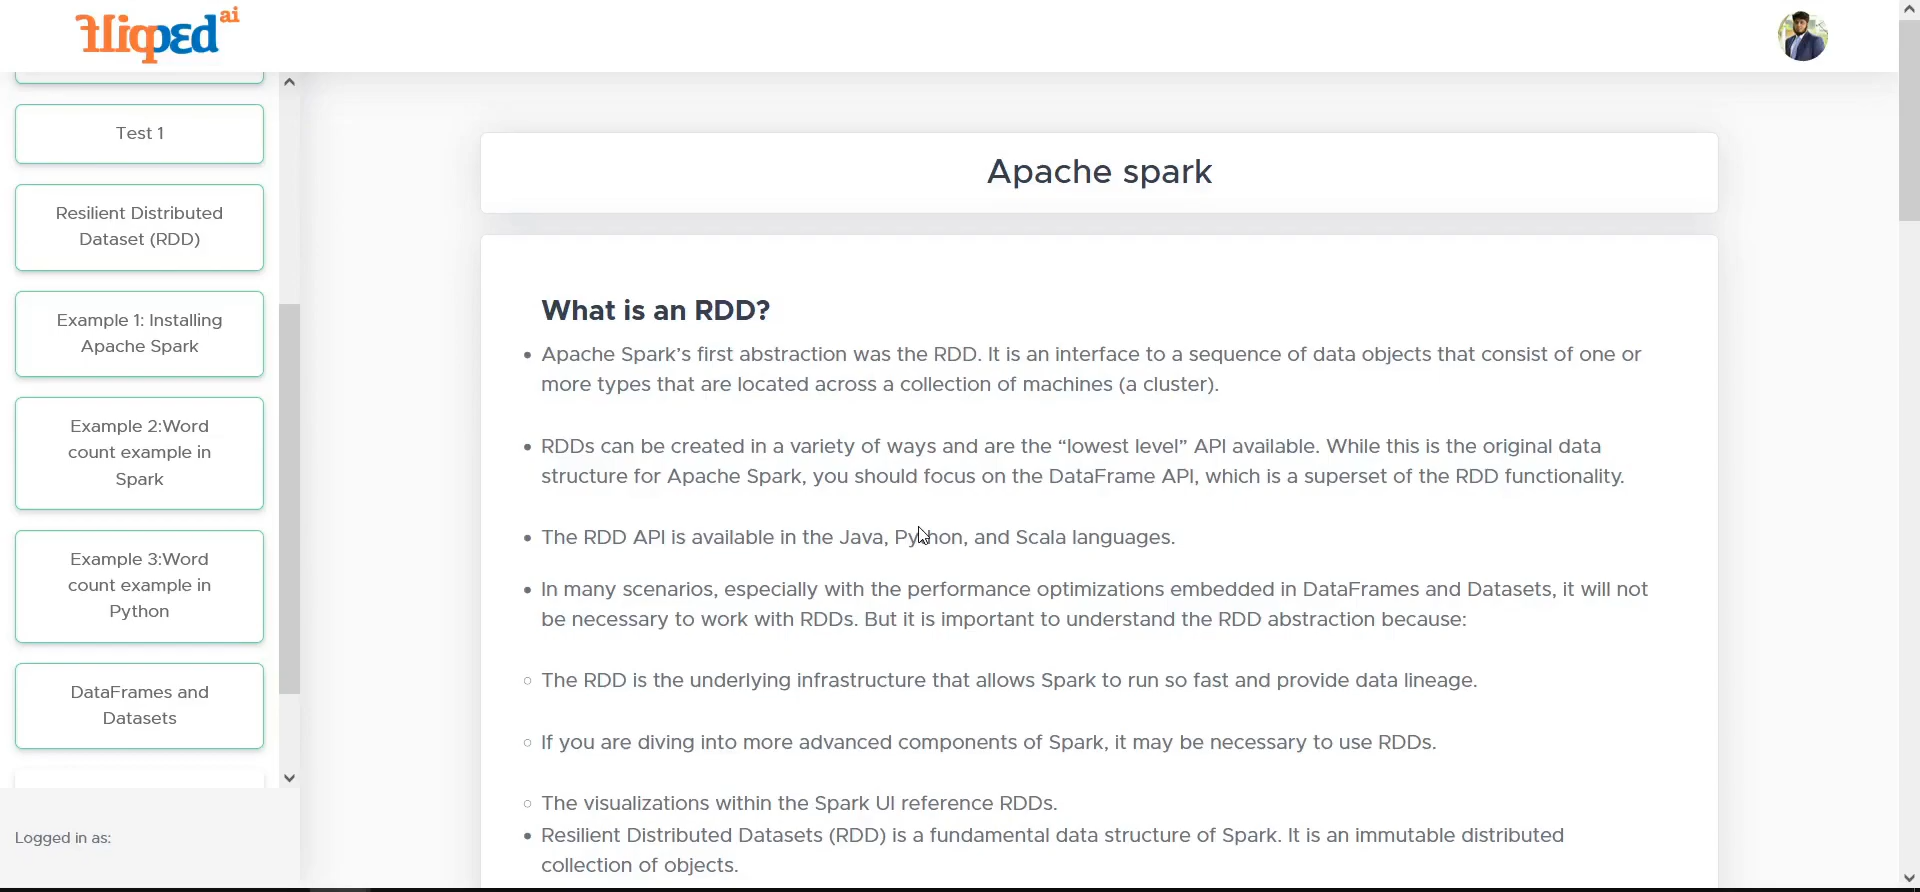 flipped ai
Test 1
Resilient Distributed
Dataset (RDD)
Example 1: Installing
Apache Spark
Example 2:Word
count example in
Spark
Example 3:Word
count example in
Python
DataFrames and
Datasets
Logged in as:
Apache spark
What is an RDD?
• Apache Spark’s first abstraction was the RDD. It is an interface to a sequence of data objects that consist of one or
more types that are located across a collection of machines (a cluster).
• RDDs can be created in a variety of ways and are the “lowest level” API available. While this is the original data
structure for Apache Spark, you should focus on the DataFrame API, which is a superset of the RDD functionality.
• The RDD API is available in the Java, Python, and Scala languages.
• In many scenarios, especially with the performance optimizations embedded in DataFrames and Datasets, it will not
be necessary to work with RDDs. But it is important to understand the RDD abstraction because:
○ The RDD is the underlying infrastructure that allows Spark to run so fast and provide data lineage.
○ If you are diving into more advanced components of Spark, it may be necessary to use RDDs.
○ The visualizations within the Spark UI reference RDDs.
• Resilient Distributed Datasets (RDD) is a fundamental data structure of Spark. It is an immutable distributed
collection of objects.